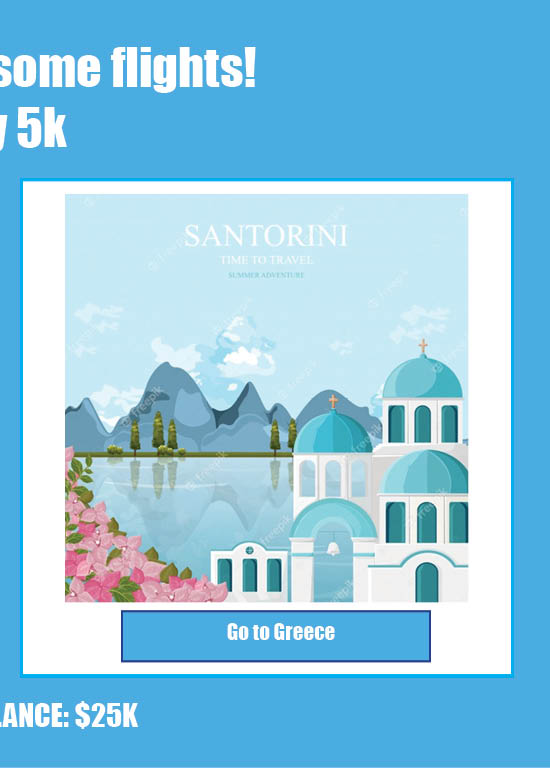 some flights!
5k
SANTORINI
TIME TO TRAVEL
SUMMER ADVENTURE
Go to Greece
LANCE: $25K